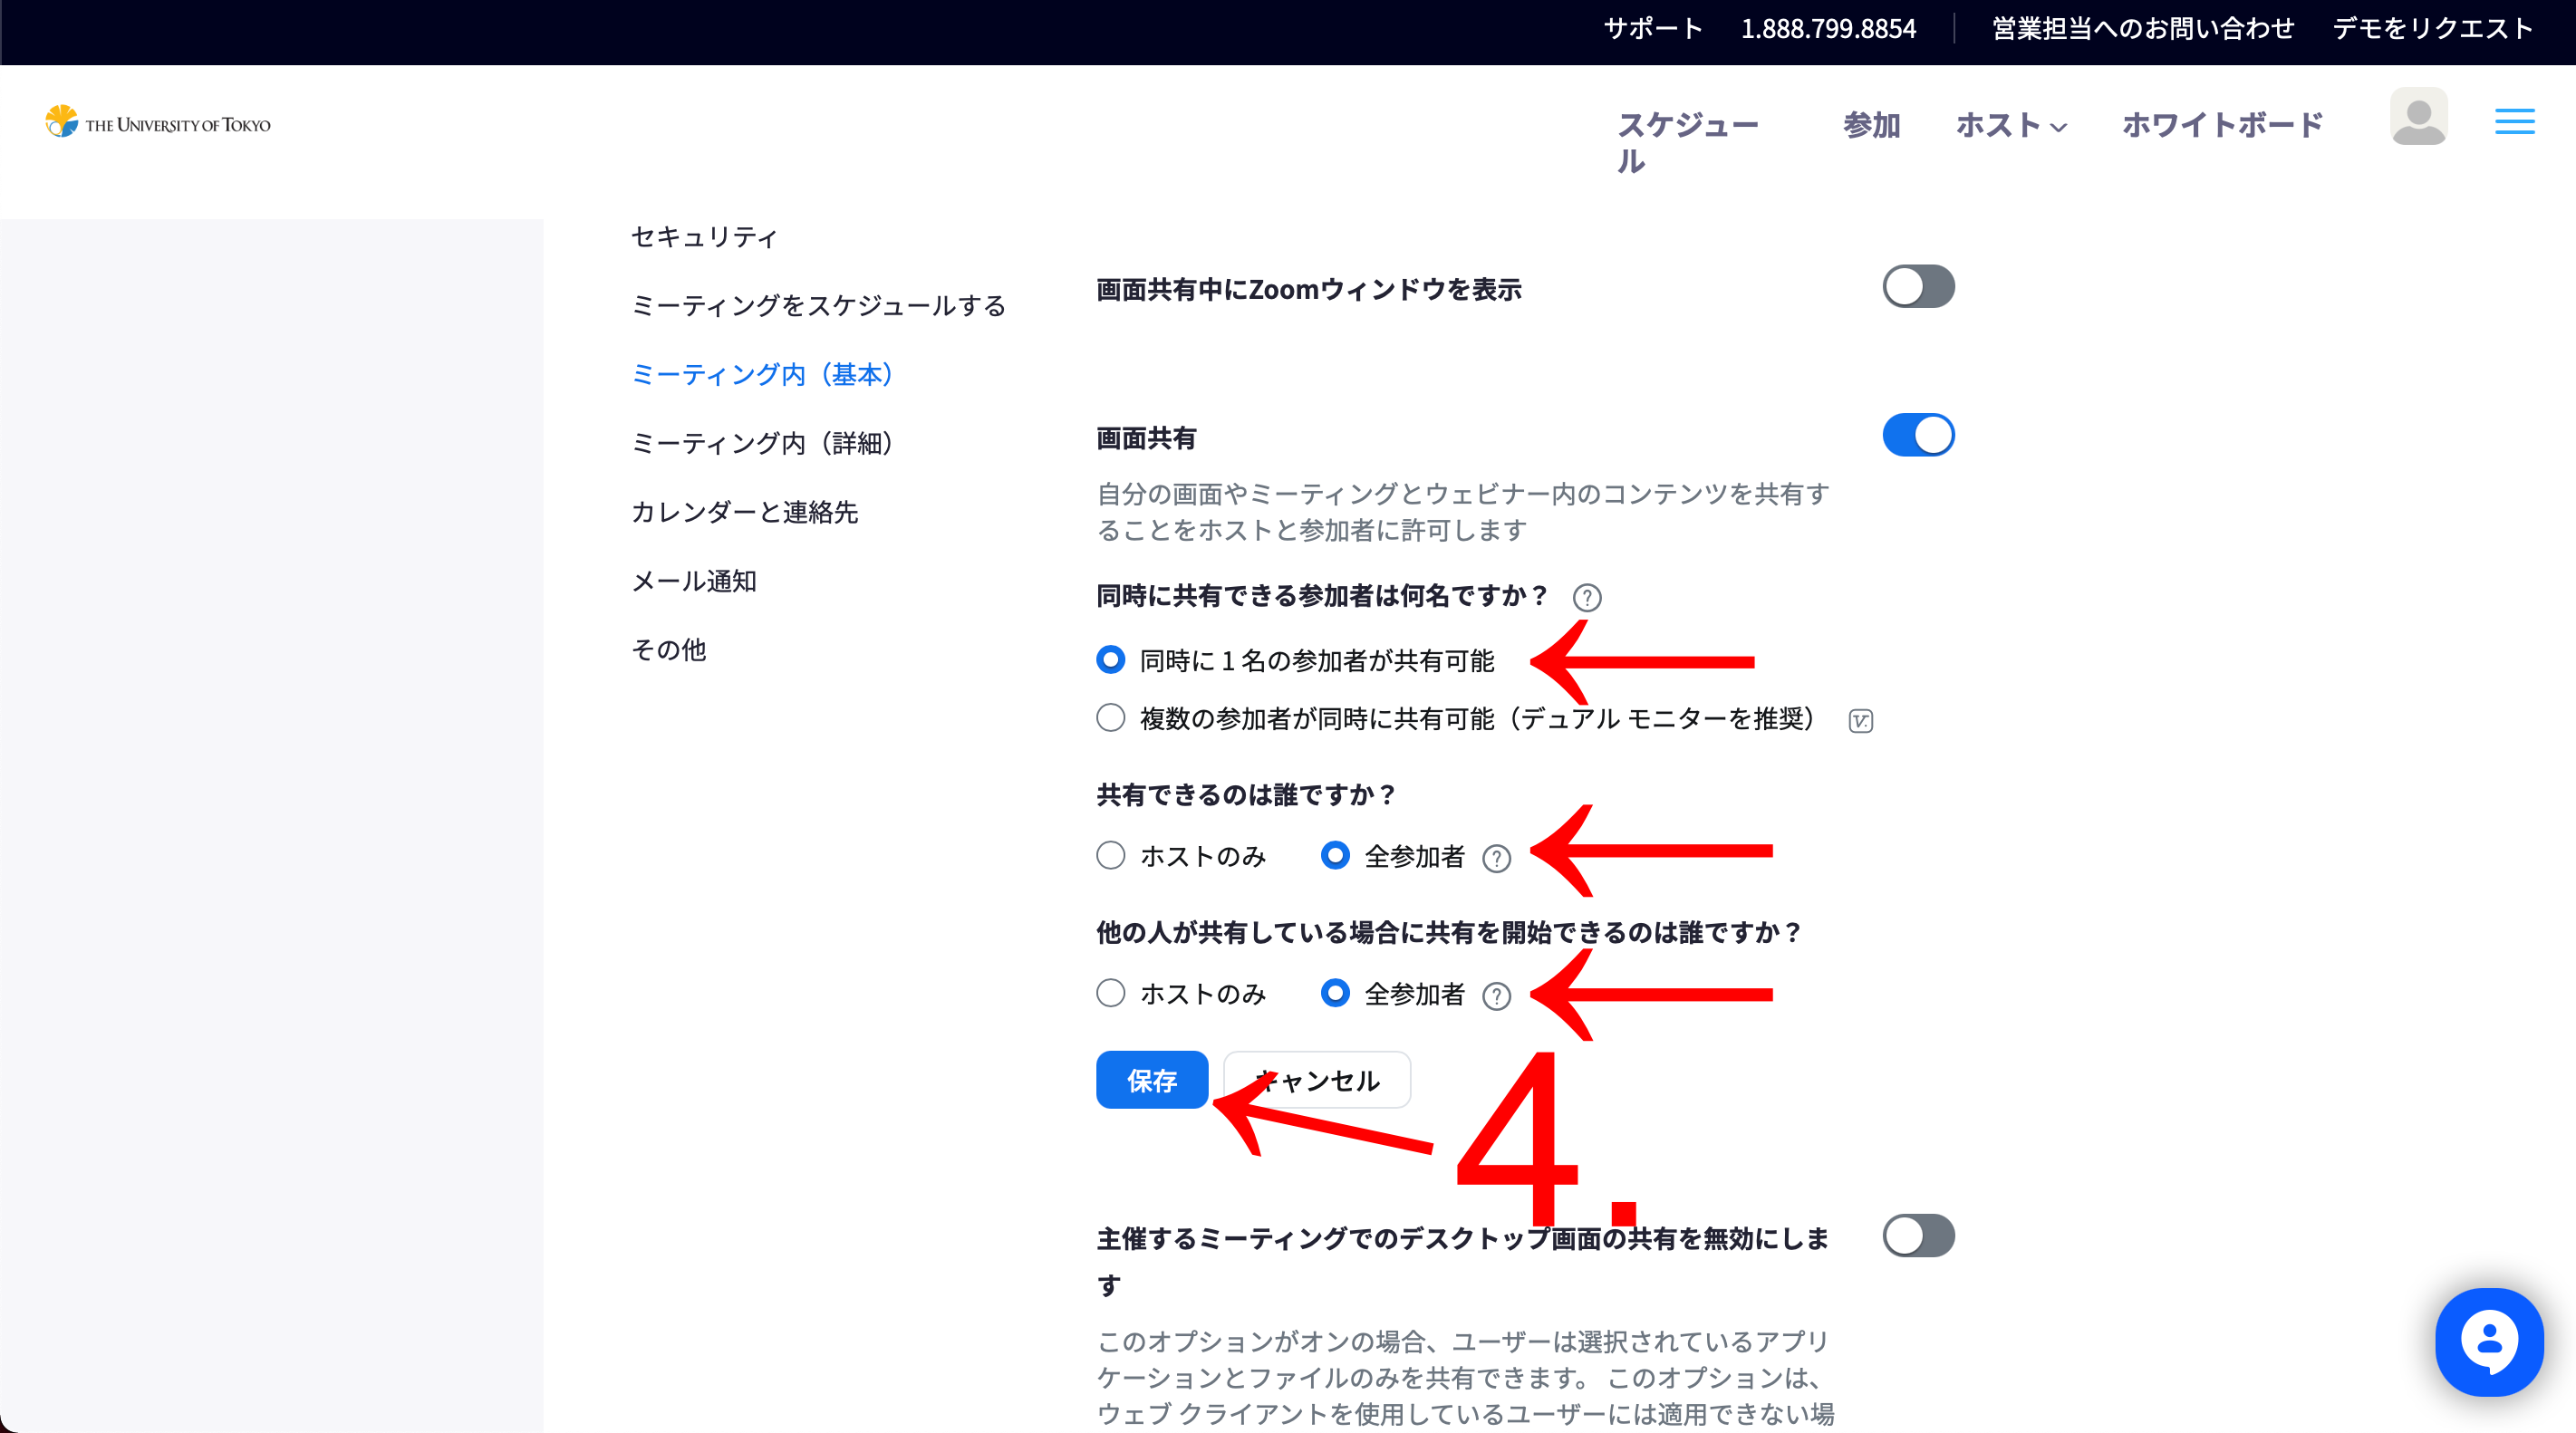 サポート 1.888.799.8854 営業担当へのお問い合わせ デモをリクエスト
THE UNIVERSITY OF TOKYO
スケジュー
ル
参加 ホスト ホワイトボード
セキュリティ
ミーティングをスケジュールする
ミーティング内（基本）
ミーティング内（詳細）
カレンダーと連絡先
メール通知
その他
画面共有中にZoomウィンドウを表示
画面共有
自分の画面やミーティングとウェビナー内のコンテンツを共有す
ることをホストと参加者に許可します
同時に共有できる参加者は何名ですか？
同時に 1 名の参加者が共有可能
複数の参加者が同時に共有可能（デュアル モニターを推奨）
共有できるのは誰ですか？
ホストのみ 全参加者
他の人が共有している場合に共有を開始できるのは誰ですか？
ホストのみ 全参加者
保存 キャンセル
4.
主催するミーティングでのデスクトップ画面の共有を無効にしま
す
このオプションがオンの場合、ユーザーは選択されているアプリ
ケーションとファイルのみを共有できます。 このオプションは、
ウェブ クライアントを使用しているユーザーには適用できない場